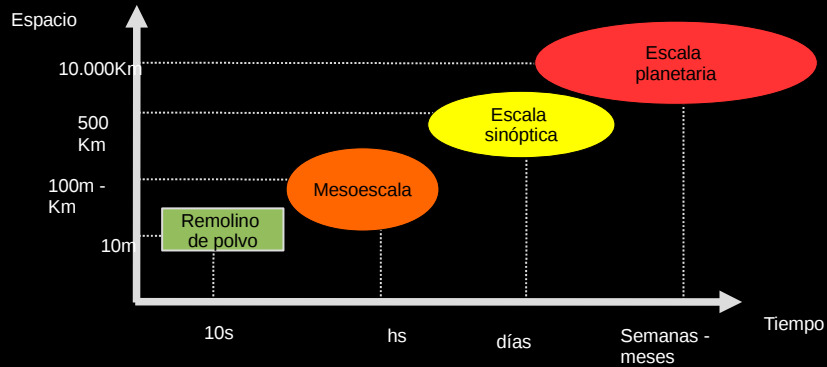 Espacio
10.000Km
Escala
planetaria
500
Km
Escala
sinóptica
100m -
Km
Mesoescala
Remolino
de polvo
10m
10s
hs
días
Semanas -
meses
Tiempo